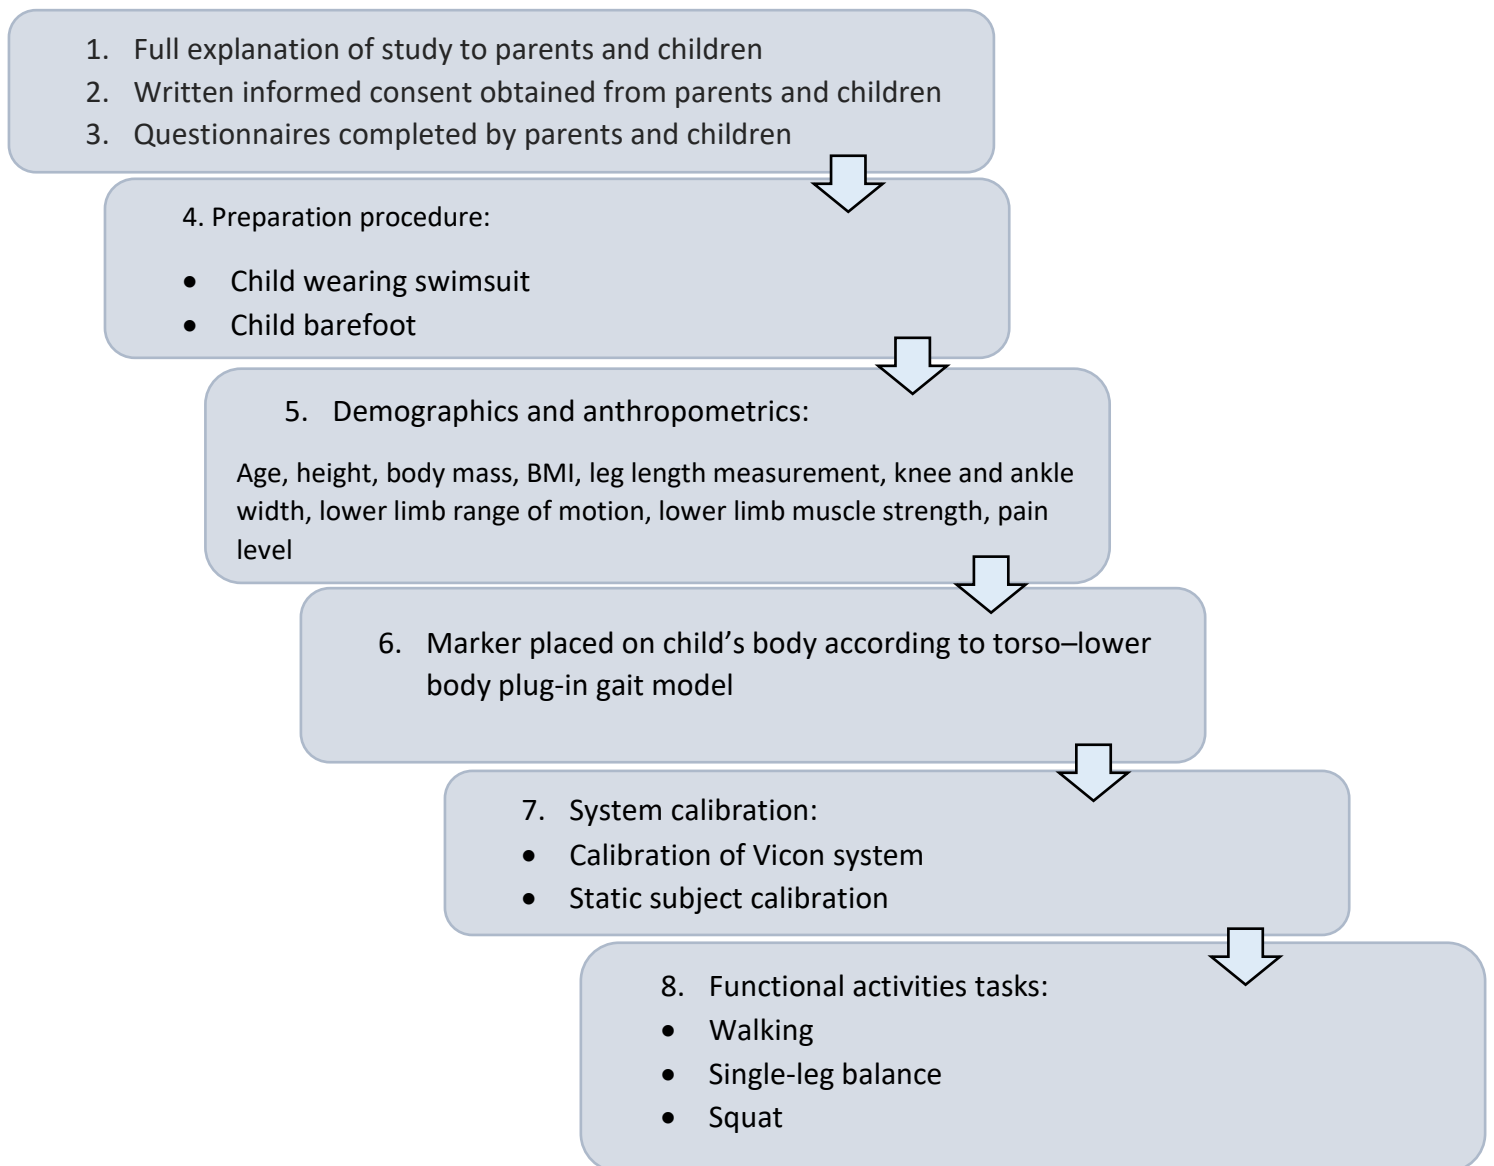 1. Full explanation of study to parents and children
2. Written informed consent obtained from parents and children
3. Questionnaires completed by parents and children
4. Preparation procedure:
• Child wearing swimsuit
• Child barefoot
5. Demographics and anthropometrics:
Age, height, body mass, BMI, leg length measurement, knee and ankle
width, lower limb range of motion, lower limb muscle strength, pain
level
6. Marker placed on child’s body according to torso–lower
body plug-in gait model
7. System calibration:
• Calibration of Vicon system
• Static subject calibration
8. Functional activities tasks:
• Walking
• Single-leg balance
• Squat